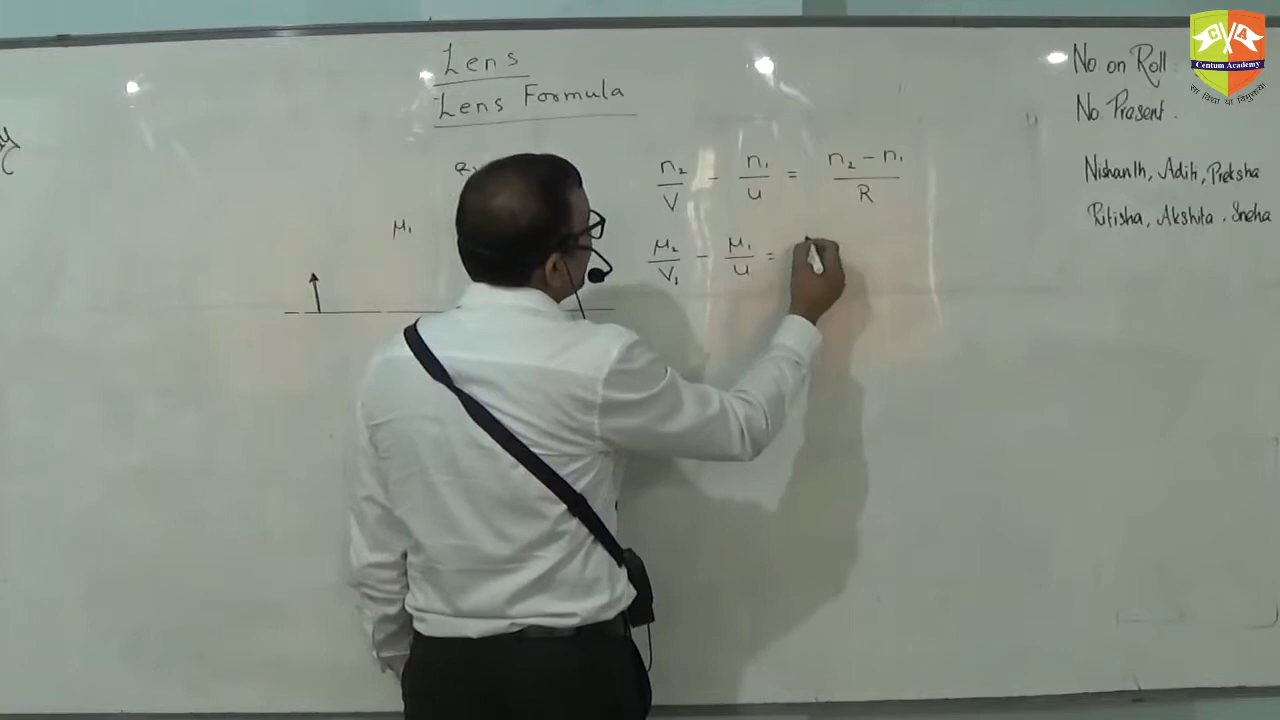 Lens
Lens Formula
n₂/V - n₁/u = n₂-n₁/R
μ₁
μ₂/V₁ - μ₁/u =
No on Roll
No Present.
Nishanth, Aditi, Preksha
Ritisha, Akshita. Sneha
CA
Centum Academy